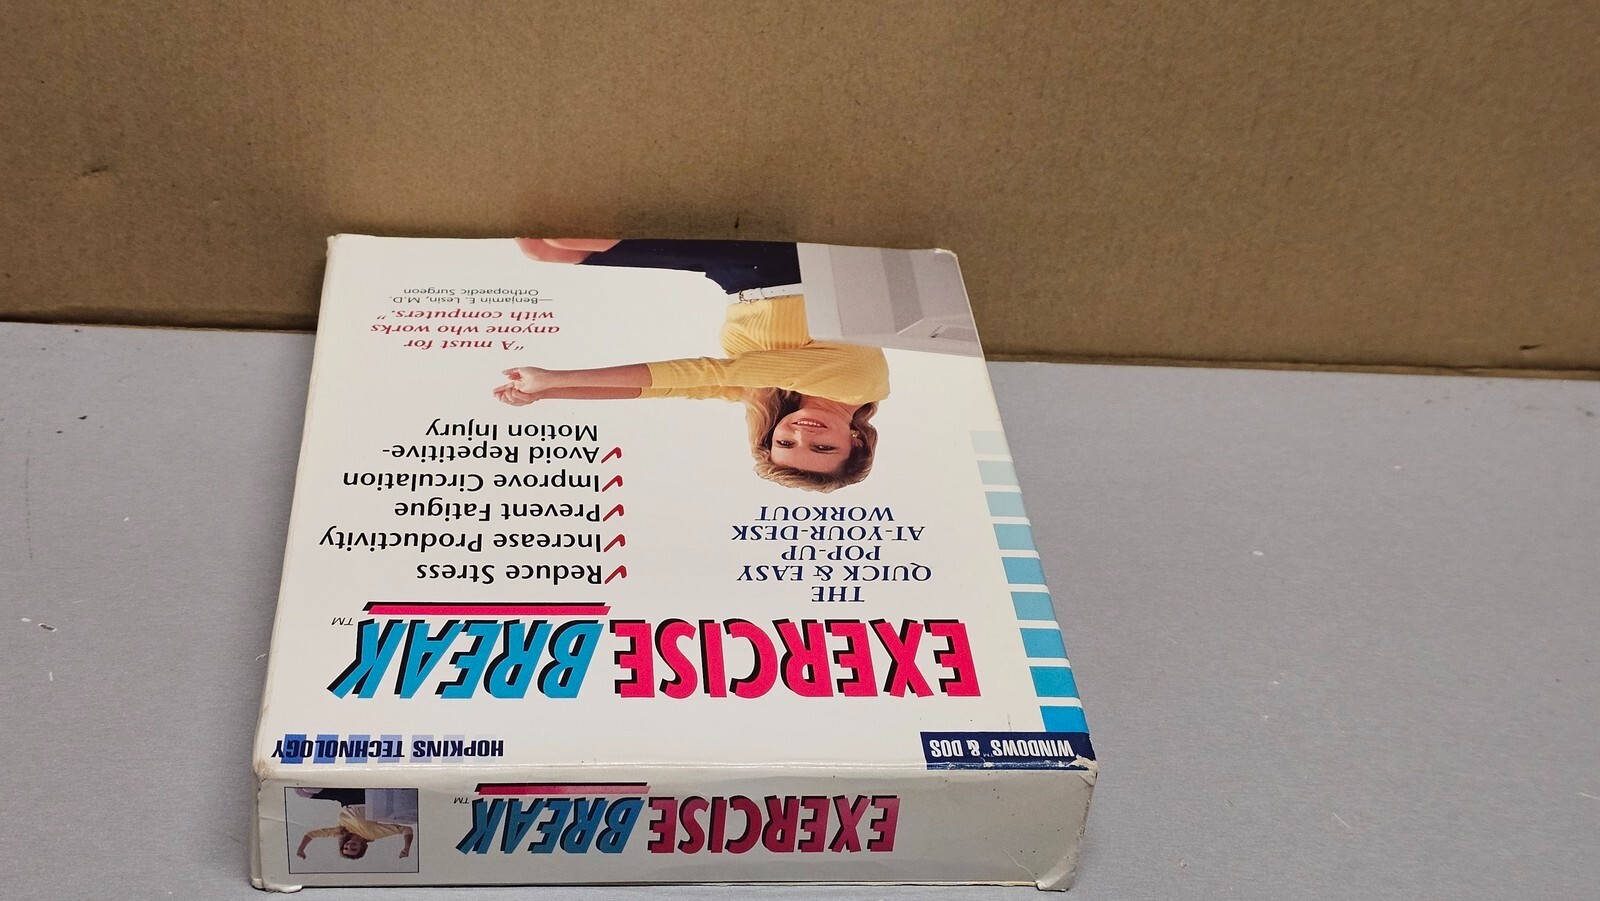 WINDOWS™ & DOS
HOPKINS TECHNOLOGY
EXERCISE BREAK™
THE
QUICK & EASY
POP-UP
AT-YOUR-DESK
WORKOUT
✓Reduce Stress
✓Increase Productivity
✓Prevent Fatigue
✓Improve Circulation
✓Avoid Repetitive-
Motion Injury
"A must for
anyone who works
with computers."
—Benjamin E. Lesin, M.D.
Orthopaedic Surgeon
EXERCISE BREAK™